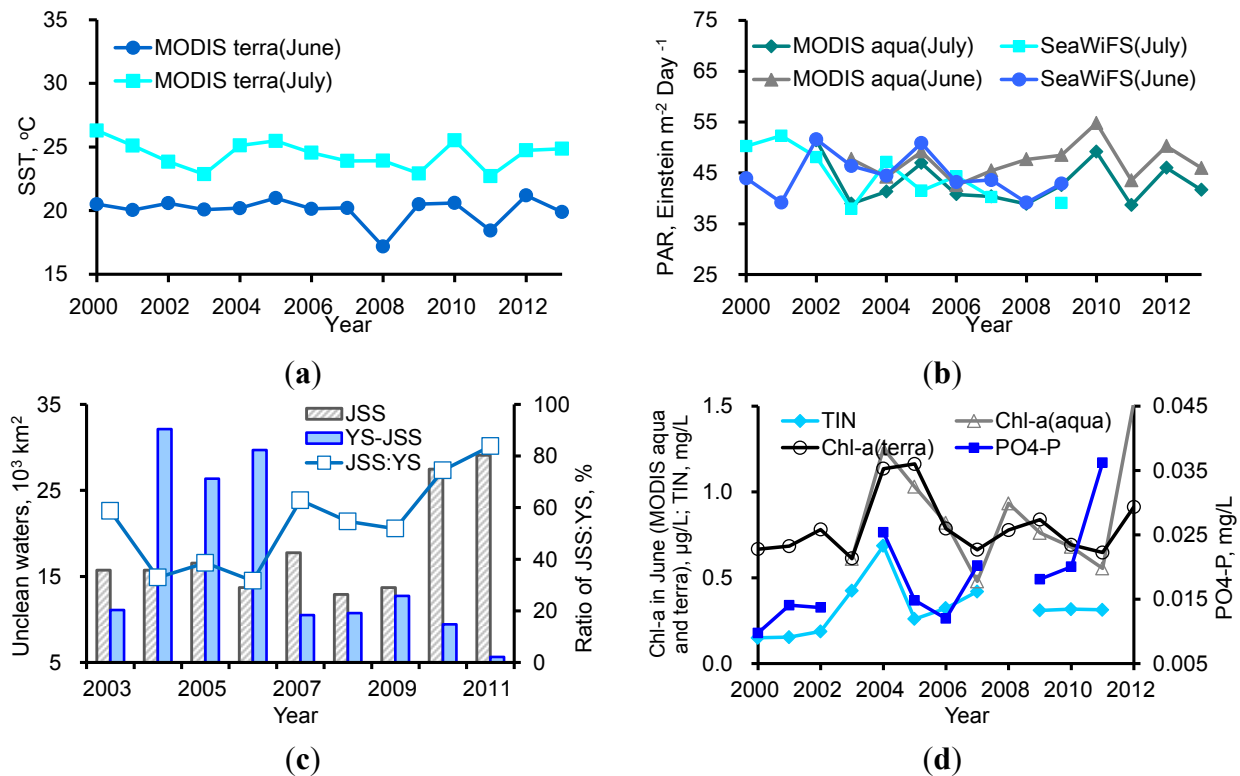 (a)
35
30
25
20
15
SST, ºC
MODIS terra(June)
MODIS terra(July)
2000 2002 2004 2006 2008 2010 2012
Year
(b)
85
75
65
55
45
35
25
PAR, Einstein m-2 Day -1
MODIS aqua(July)
SeaWiFS(July)
MODIS aqua(June)
SeaWiFS(June)
2000 2002 2004 2006 2008 2010 2012
Year
(c)
35
25
15
5
Unclean waters, 10³ km²
JSS
YS-JSS
JSS:YS
100
80
60
40
20
0
Ratio of JSS:YS, %
2003 2005 2007 2009 2011
Year
(d)
1.5
1.0
0.5
0.0
Chl-a in June (MODIS aqua
and terra), µg/L; TIN, mg/L
TIN
Chl-a(aqua)
Chl-a(terra)
PO4-P
0.045
0.035
0.025
0.015
0.005
PO4-P, mg/L
2000 2002 2004 2006 2008 2010 2012
Year